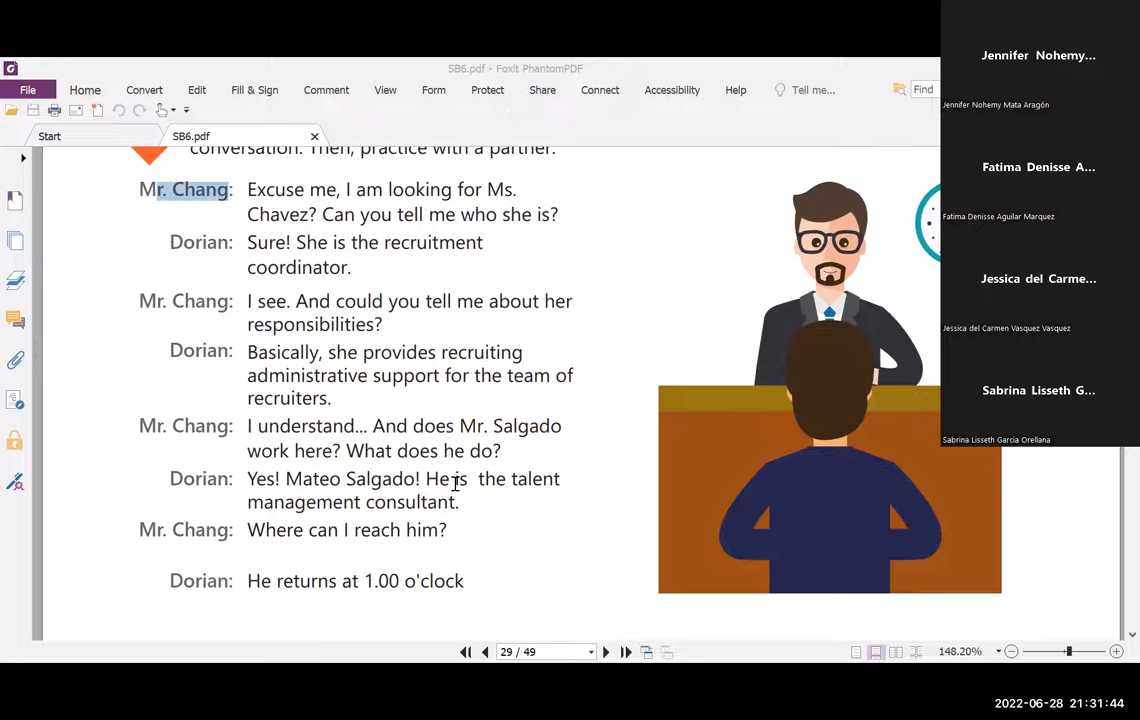 SB6.pdf - Foxit PhantomPDF
File Home Convert Edit Fill & Sign Comment View Form Protect Share Connect Accessibility Help Tell me... Find
Start SB6.pdf
conversation. Then, practice with a partner.
Mr. Chang: Excuse me, I am looking for Ms.
Chavez? Can you tell me who she is?
Dorian: Sure! She is the recruitment
coordinator.
Mr. Chang: I see. And could you tell me about her
responsibilities?
Dorian: Basically, she provides recruiting
administrative support for the team of
recruiters.
Mr. Chang: I understand... And does Mr. Salgado
work here? What does he do?
Dorian: Yes! Mateo Salgado! He is the talent
management consultant.
Mr. Chang: Where can I reach him?
Dorian: He returns at 1.00 o'clock
29 / 49
148.20%
Jennifer Nohemy...
Jennifer Nohemy Mata Aragón
Fatima Denisse A...
Fatima Denisse Aguilar Marquez
Jessica del Carme...
Jessica del Carmen Vasquez Vasquez
Sabrina Lisseth G...
Sabrina Lisseth Garcia Orellana
2022-06-28 21:31:44